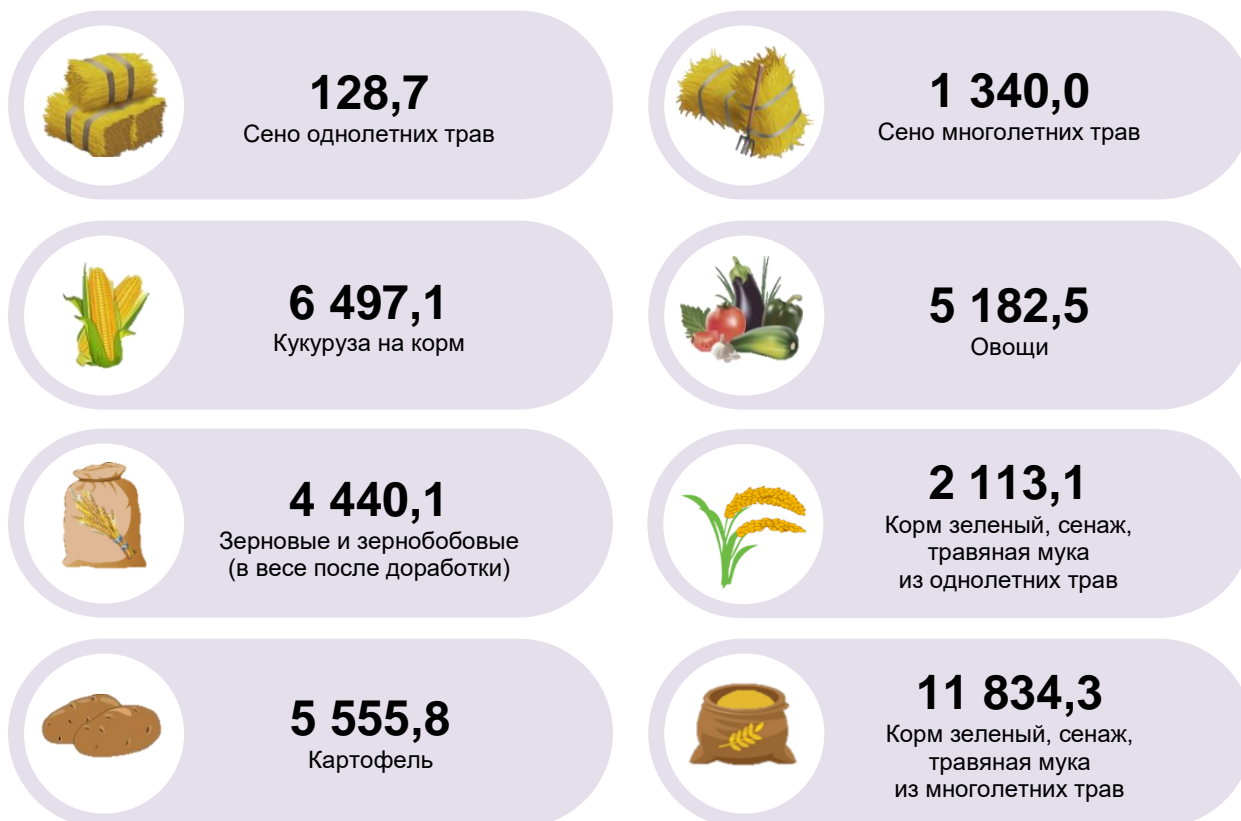 128,7
Сено однолетних трав
1 340,0
Сено многолетних трав
6 497,1
Кукуруза на корм
5 182,5
Овощи
4 440,1
Зерновые и зернобобовые
(в весе после доработки)
2 113,1
Корм зеленый, сенаж,
травяная мука
из однолетних трав
5 555,8
Картофель
11 834,3
Корм зеленый, сенаж,
травяная мука
из многолетних трав